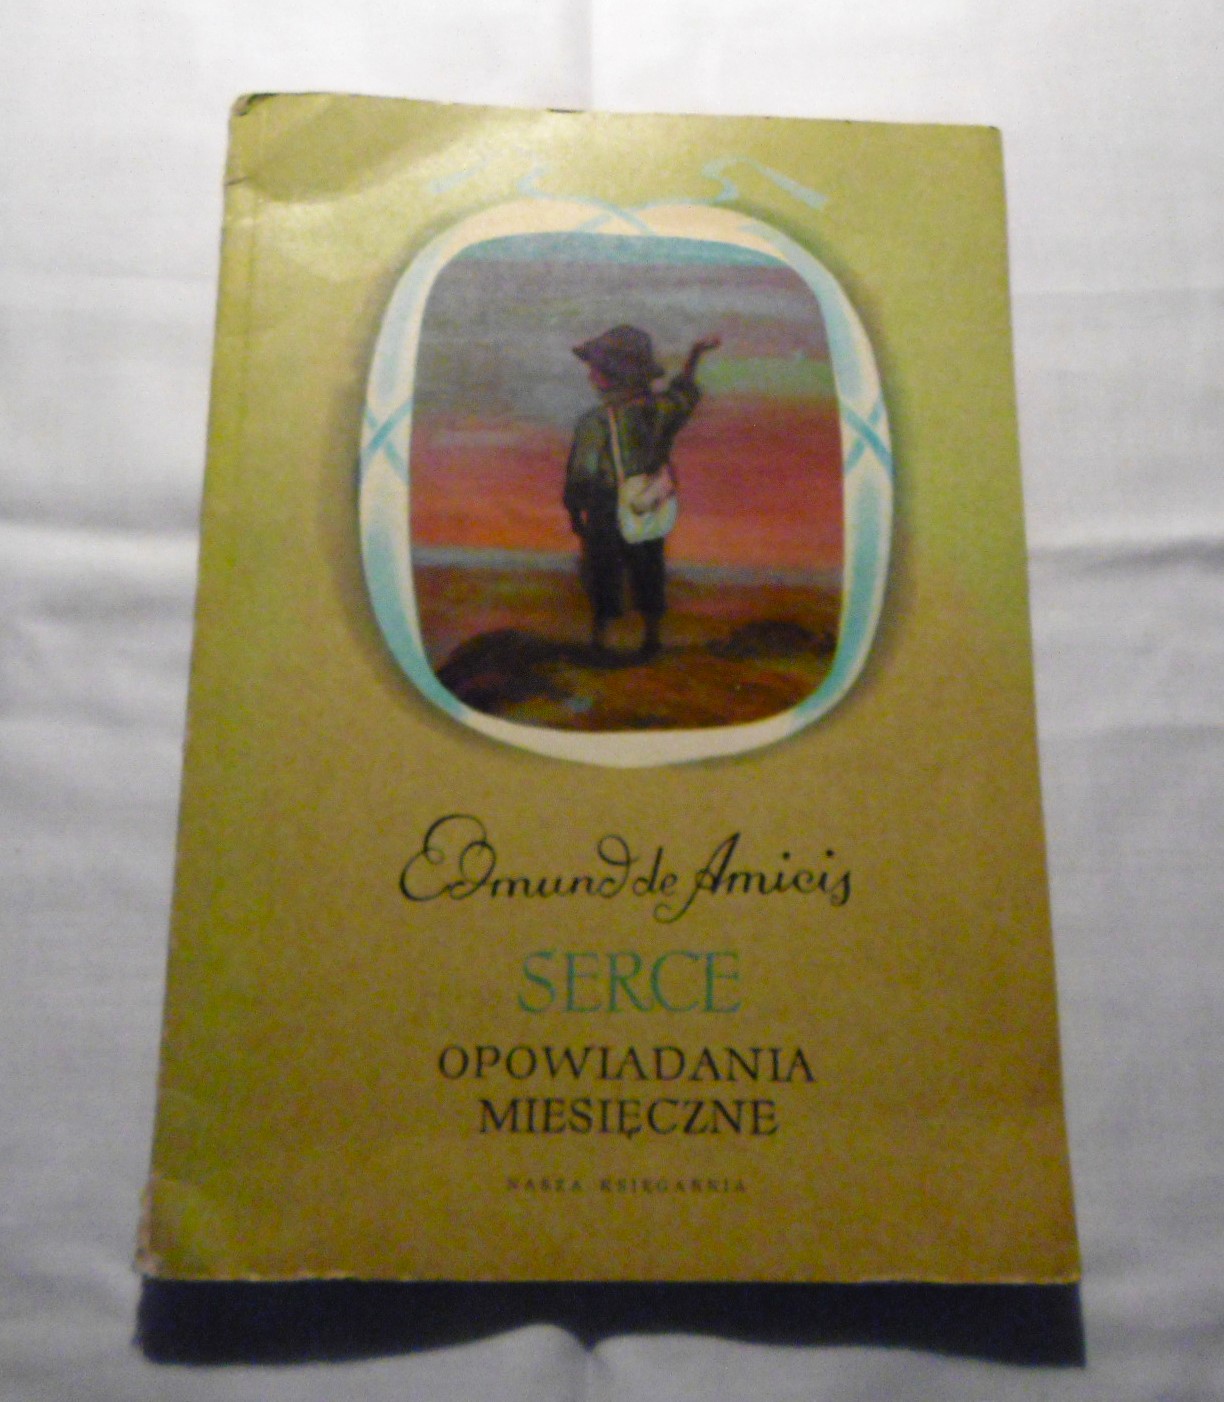 Edmund de Amicis
SERCE
OPOWIADANIA
MIESIĘCZNE
NASZA KSIĘGARNIA